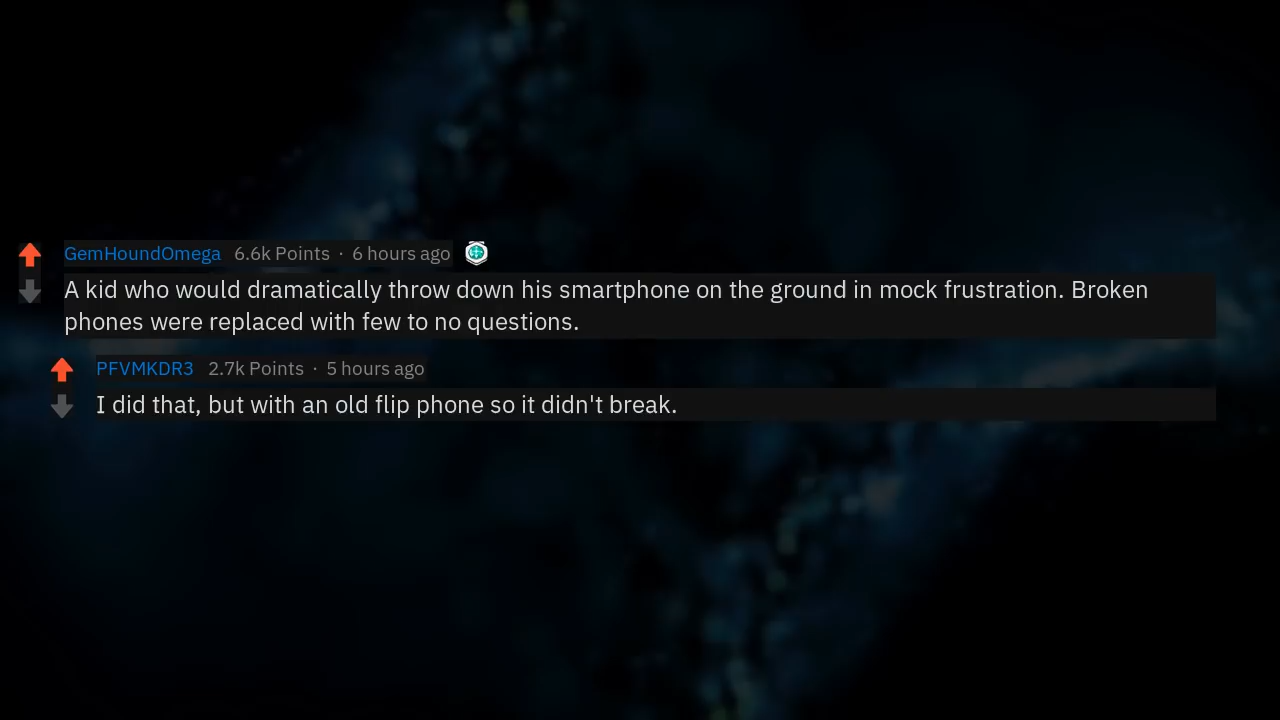 GemHoundOmega 6.6k Points · 6 hours ago
A kid who would dramatically throw down his smartphone on the ground in mock frustration. Broken
phones were replaced with few to no questions.
PFVMKDR3 2.7k Points · 5 hours ago
I did that, but with an old flip phone so it didn't break.